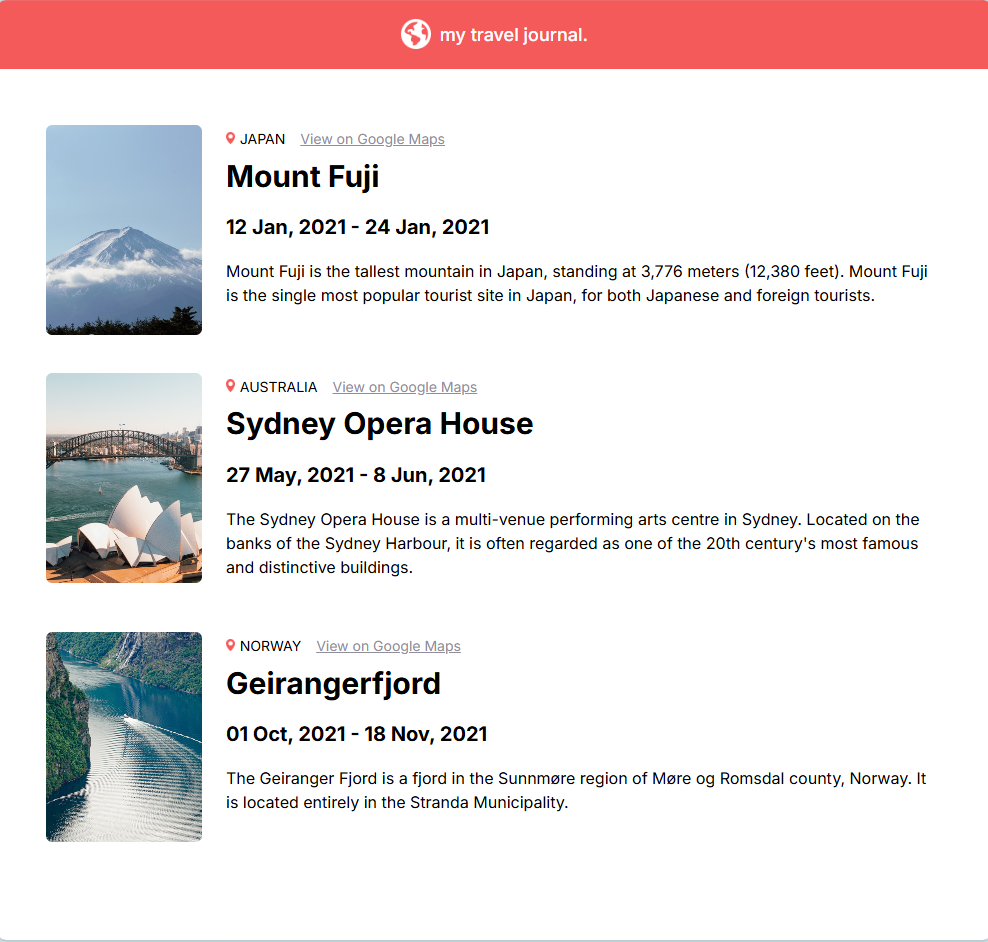 my travel journal.
JAPAN View on Google Maps
Mount Fuji
12 Jan, 2021 - 24 Jan, 2021
Mount Fuji is the tallest mountain in Japan, standing at 3,776 meters (12,380 feet). Mount Fuji
is the single most popular tourist site in Japan, for both Japanese and foreign tourists.
AUSTRALIA View on Google Maps
Sydney Opera House
27 May, 2021 - 8 Jun, 2021
The Sydney Opera House is a multi-venue performing arts centre in Sydney. Located on the
banks of the Sydney Harbour, it is often regarded as one of the 20th century's most famous
and distinctive buildings.
NORWAY View on Google Maps
Geirangerfjord
01 Oct, 2021 - 18 Nov, 2021
The Geiranger Fjord is a fjord in the Sunnmøre region of Møre og Romsdal county, Norway. It
is located entirely in the Stranda Municipality.